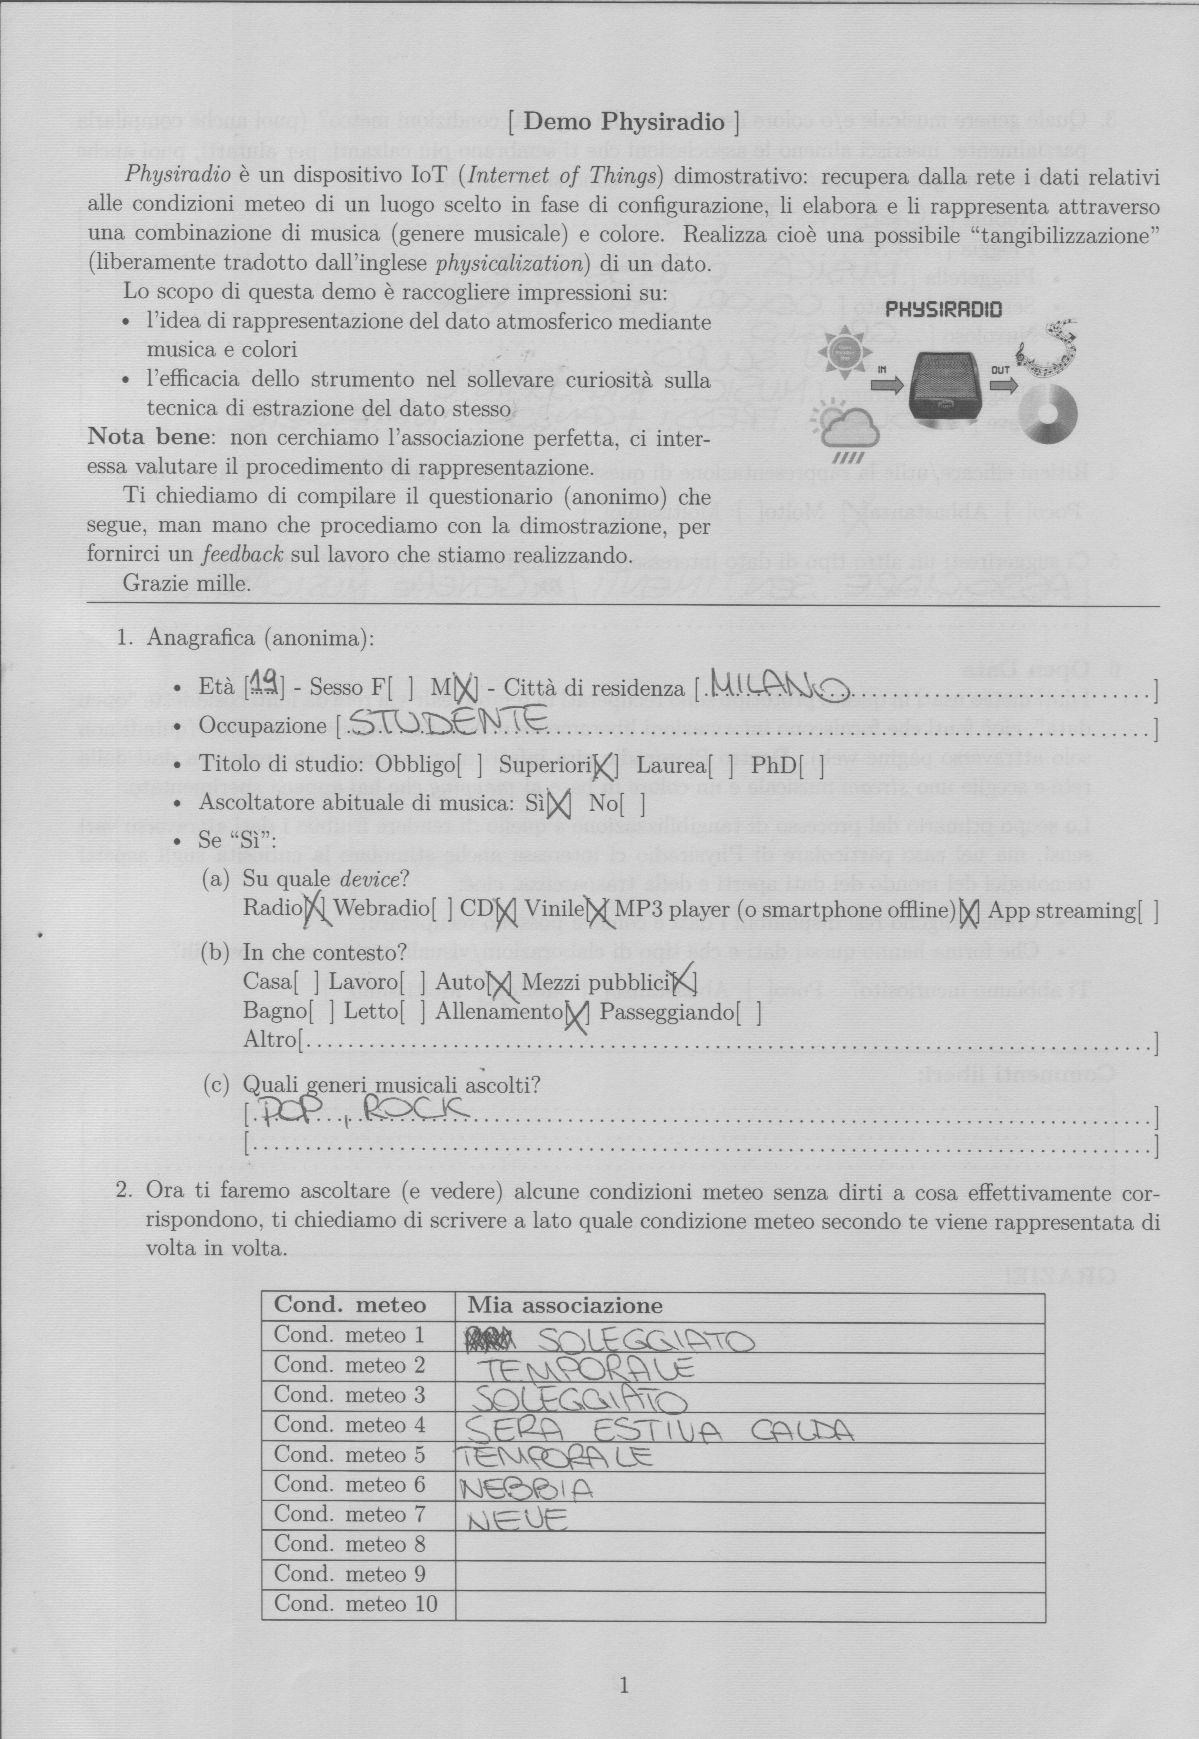 [ Demo Physiradio ]
Physiradio è un dispositivo IoT (Internet of Things) dimostrativo: recupera dalla rete i dati relativi
alle condizioni meteo di un luogo scelto in fase di configurazione, li elabora e li rappresenta attraverso
una combinazione di musica (genere musicale) e colore. Realizza cioè una possibile “tangibilizzazione”
(liberamente tradotto dall'inglese physicalization) di un dato.
Lo scopo di questa demo è raccogliere impressioni su:
• l'idea di rappresentazione del dato atmosferico mediante
musica e colori
• l'efficacia dello strumento nel sollevare curiosità sulla
tecnica di estrazione del dato stesso
Nota bene: non cerchiamo l'associazione perfetta, ci inter-
essa valutare il procedimento di rappresentazione.
Ti chiediamo di compilare il questionario (anonimo) che
segue, man mano che procediamo con la dimostrazione, per
fornirci un feedback sul lavoro che stiamo realizzando.
Grazie mille.
PHYSIRADIO
IN
OUT
1. Anagrafica (anonima):
• Età [19] - Sesso F[ ] M[X] - Città di residenza [MILANO]
• Occupazione [STUDENTE]
• Titolo di studio: Obbligo[ ] Superiori[X] Laurea[ ] PhD[ ]
• Ascoltatore abituale di musica: Sì[X] No[ ]
• Se “Sì”:
(a) Su quale device?
Radio[X] Webradio[ ] CD[X] Vinile[X] MP3 player (o smartphone offline)[X] App streaming[ ]
(b) In che contesto?
Casa[ ] Lavoro[ ] Auto[X] Mezzi pubblici[X]
Bagno[ ] Letto[ ] Allenamento[X] Passeggiando[ ]
Altro[..........]
(c) Quali generi musicali ascolti?
[POP, ROCK]
[..........]
2. Ora ti faremo ascoltare (e vedere) alcune condizioni meteo senza dirti a cosa effettivamente cor-
rispondono, ti chiediamo di scrivere a lato quale condizione meteo secondo te viene rappresentata di
volta in volta.
Cond. meteo Mia associazione
Cond. meteo 1 SOLEGGIATO
Cond. meteo 2 TEMPORALE
Cond. meteo 3 SOLEGGIATO
Cond. meteo 4 SERA ESTIVA CALDA
Cond. meteo 5 TEMPORALE
Cond. meteo 6 NEBBIA
Cond. meteo 7 NEVE
Cond. meteo 8
Cond. meteo 9
Cond. meteo 10
1